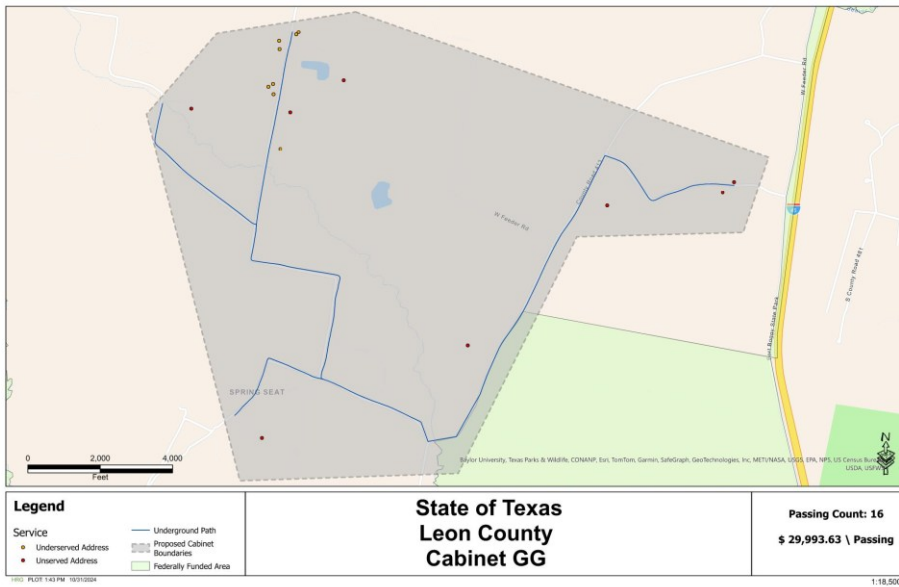 W Feeder Rd
County Road 421
W Feeder Rd
S County Road 481
SPRING SEAT
0 2,000 4,000
Feet
N
Baylor University, Texas Parks & Wildlife, CONANP, Esri, TomTom, Garmin, SafeGraph, GeoTechnologies, Inc, METI/NASA, USGS, EPA, NPS, US Census Bureau
USDA, USFWS
Legend
Service
Underserved Address
Unserved Address
Underground Path
Proposed Cabinet
Boundaries
Federally Funded Area
State of Texas
Leon County
Cabinet GG
Passing Count: 16
$ 29,993.63 \ Passing
PLOT: 1:43 PM 10/31/2024
1:18,500